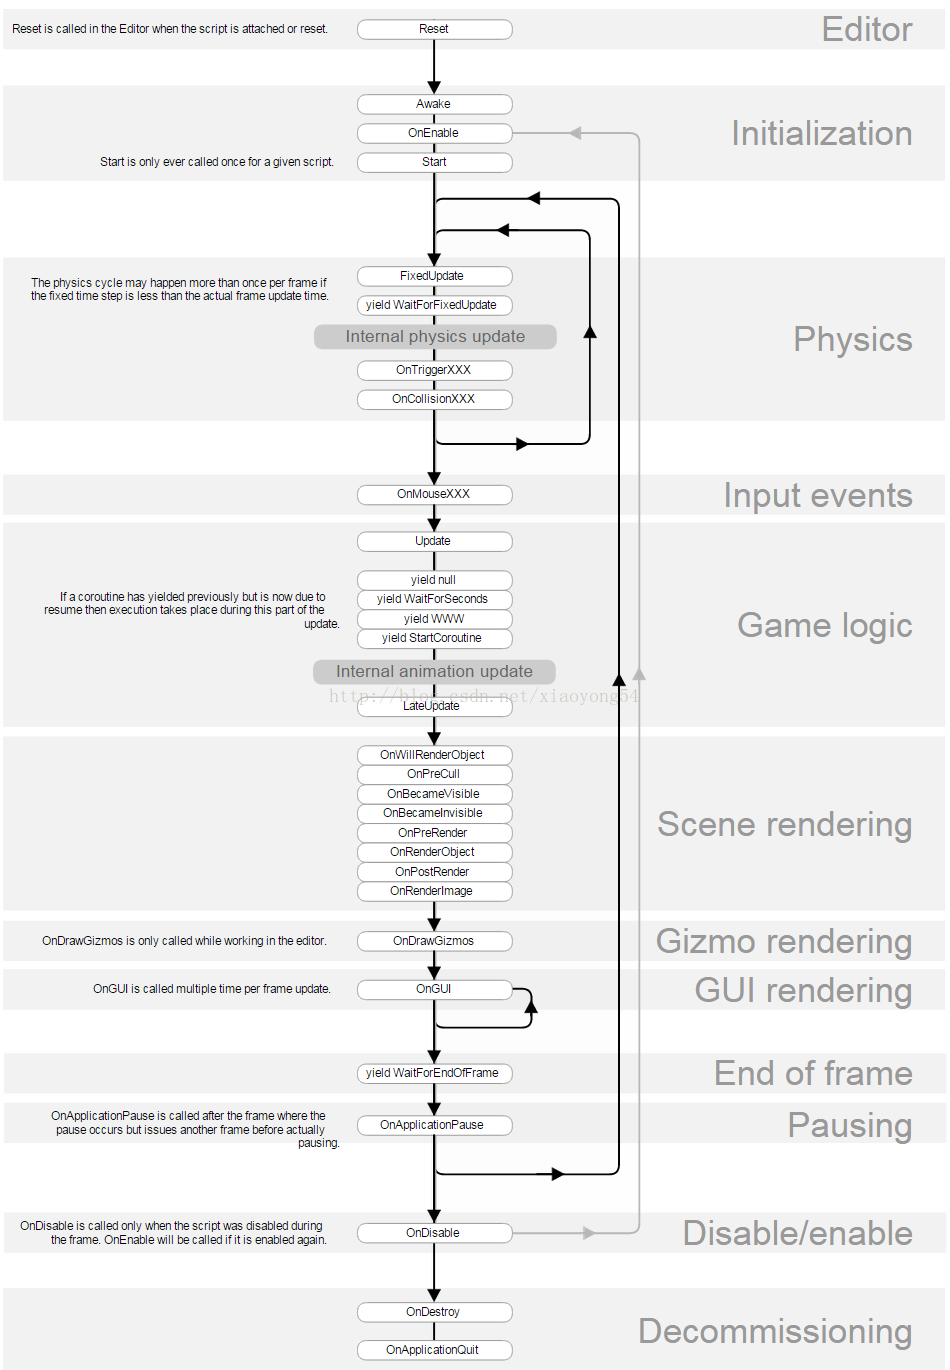 Reset is called in the Editor when the script is attached or reset.
Reset
Editor
Awake
OnEnable
Initialization
Start is only ever called once for a given script.
Start
FixedUpdate
The physics cycle may happen more than once per frame if
the fixed time step is less than the actual frame update time.
yield WaitForFixedUpdate
Internal physics update
Physics
OnTriggerXXX
OnCollisionXXX
OnMouseXXX
Input events
Update
yield null
If a coroutine has yielded previously but is now due to
resume then execution takes place during this part of the
update.
yield WaitForSeconds
yield WWW
yield StartCoroutine
Game logic
Internal animation update
http://blog.csdn.net/xiaoyong54
LateUpdate
OnWillRenderObject
OnPreCull
OnBecameVisible
OnBecameInvisible
OnPreRender
OnRenderObject
OnPostRender
OnRenderImage
Scene rendering
OnDrawGizmos is only called while working in the editor.
OnDrawGizmos
Gizmo rendering
OnGUI is called multiple time per frame update.
OnGUI
GUI rendering
yield WaitForEndOfFrame
End of frame
OnApplicationPause is called after the frame where the
pause occurs but issues another frame before actually
pausing.
OnApplicationPause
Pausing
OnDisable is called only when the script was disabled during
the frame. OnEnable will be called if it is enabled again.
OnDisable
Disable/enable
OnDestroy
OnApplicationQuit
Decommissioning